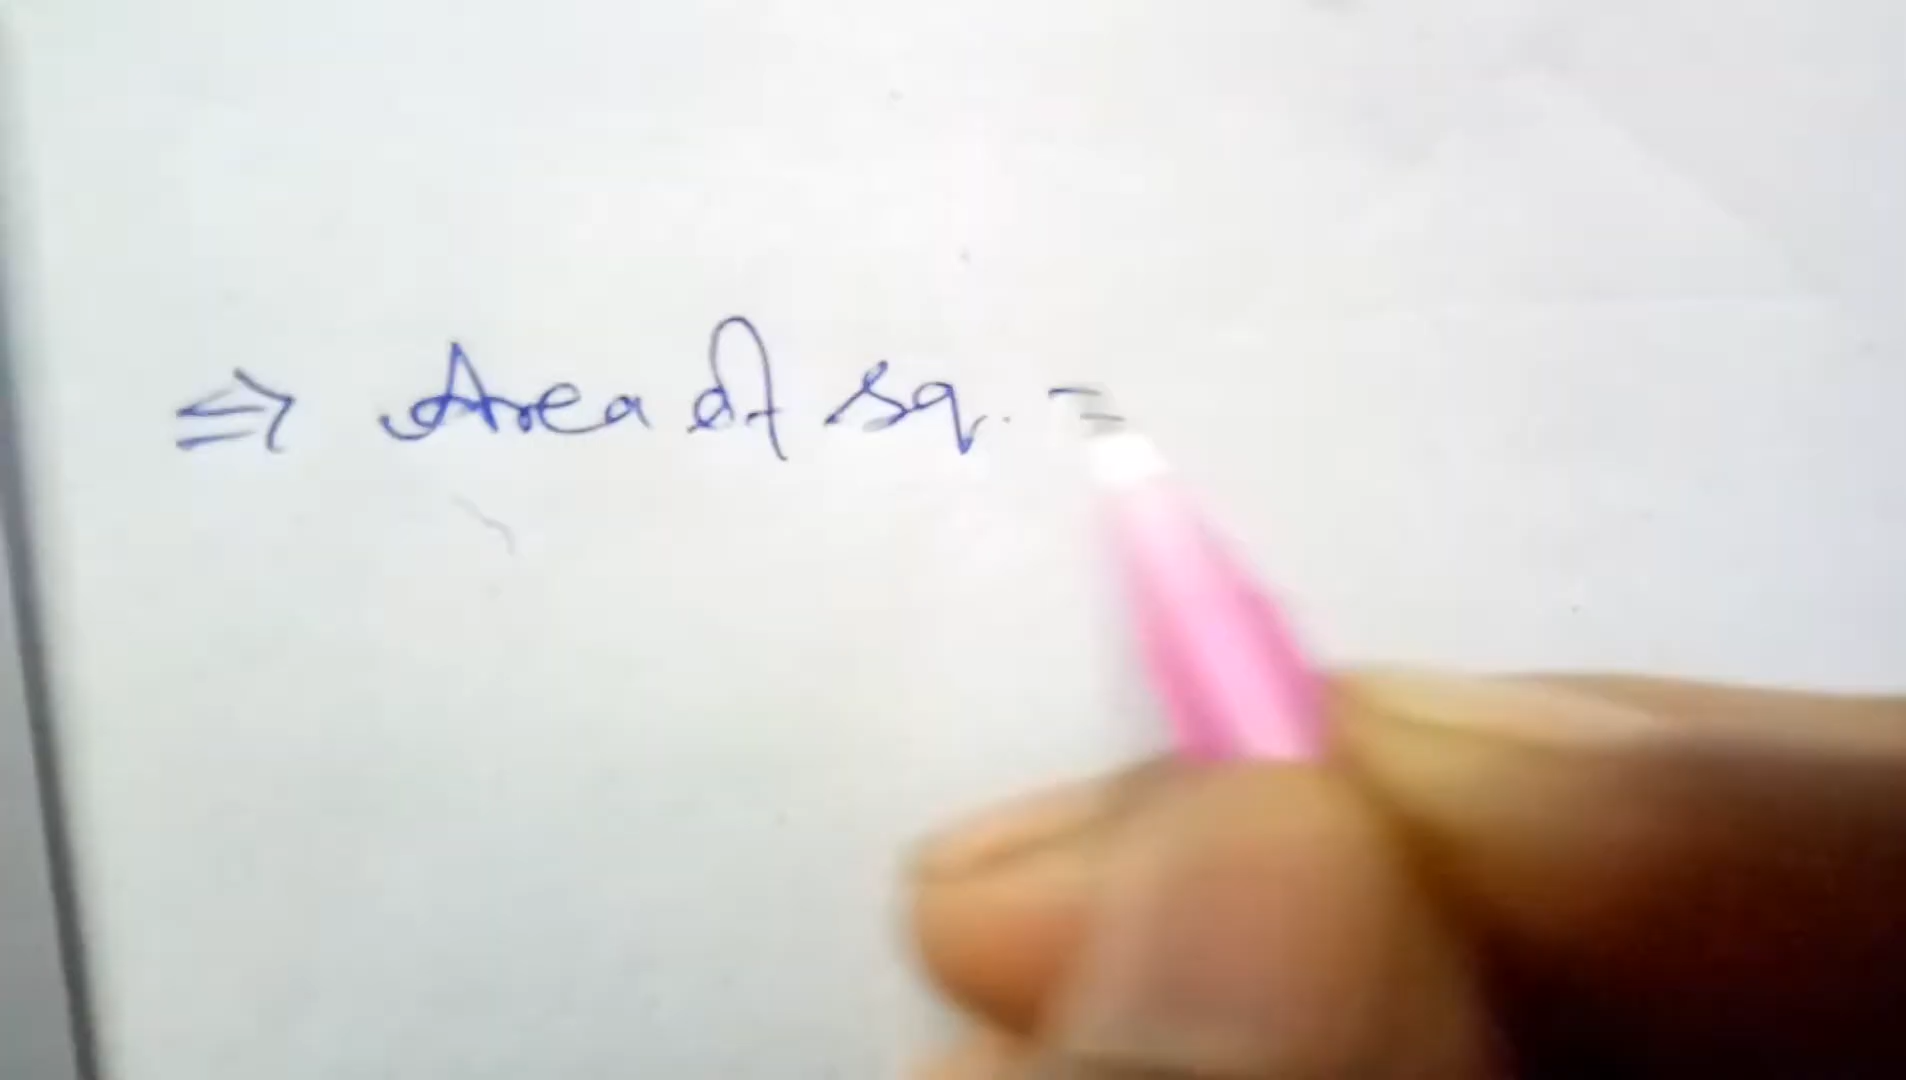 ⇒ Area of sq. =